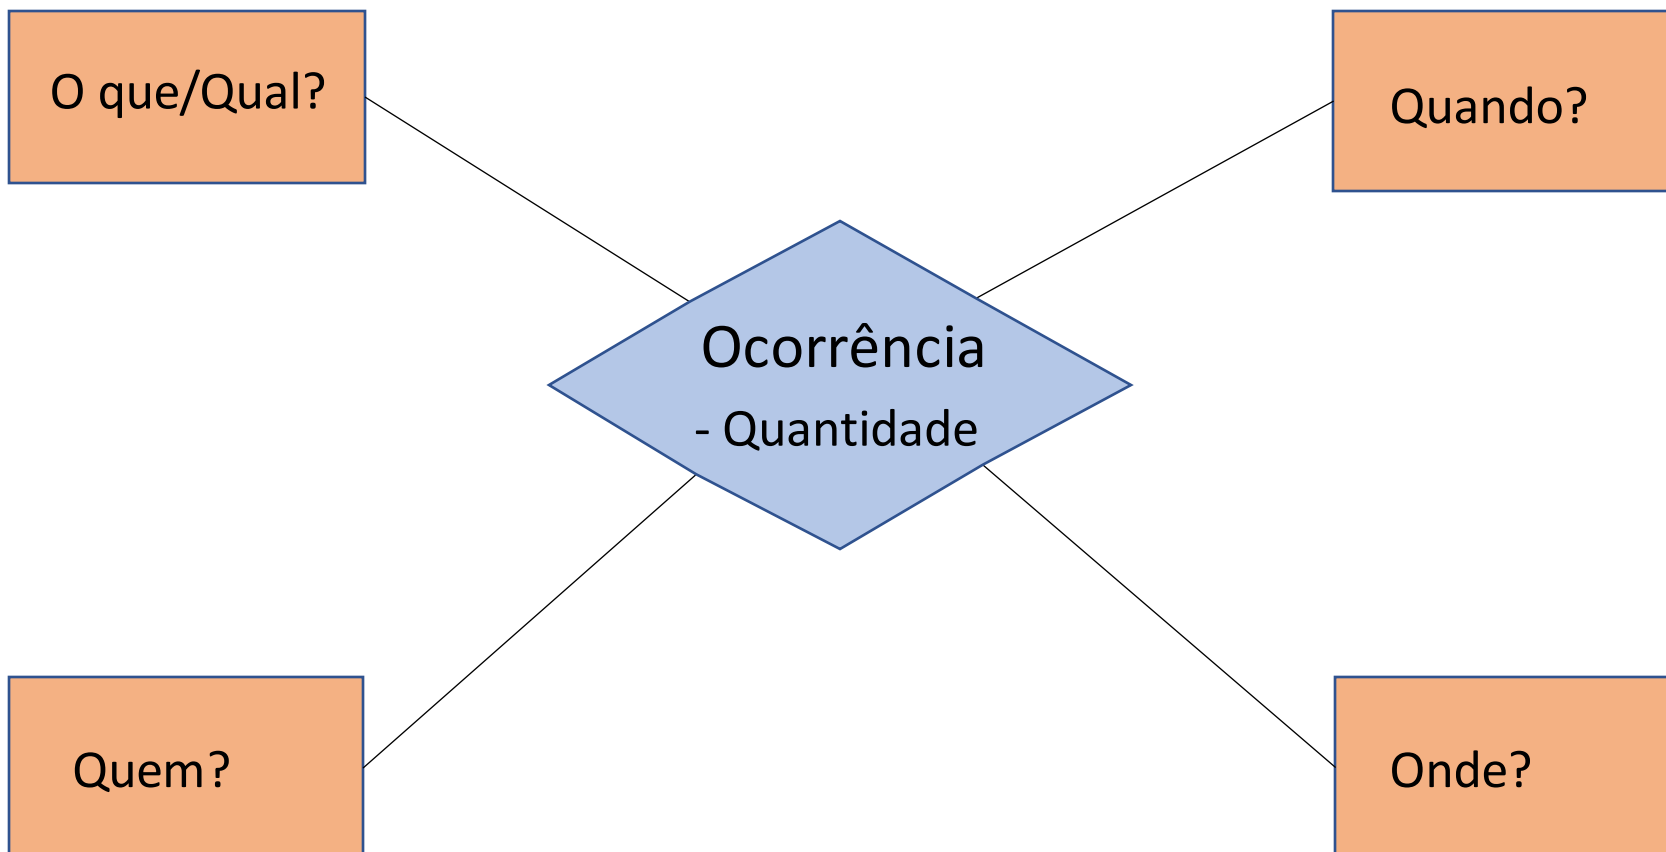 O que/Qual?
Quando?
Ocorrência
- Quantidade
Quem?
Onde?